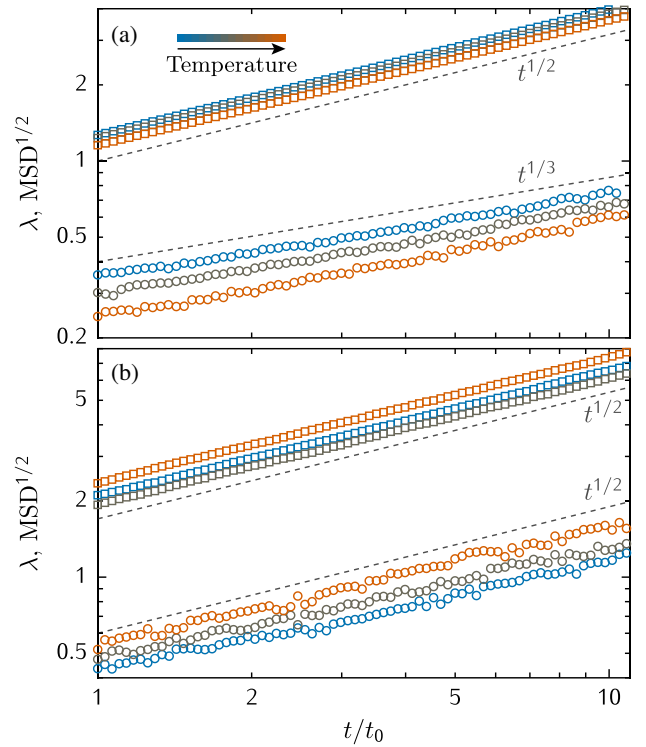 (a)
Temperature
t^{1/2}
t^{1/3}
λ, MSD^{1/2}
2
1
0.5
0.2
(b)
t^{1/2}
t^{1/2}
λ, MSD^{1/2}
5
2
1
0.5
1 2 5 10
t/t_0